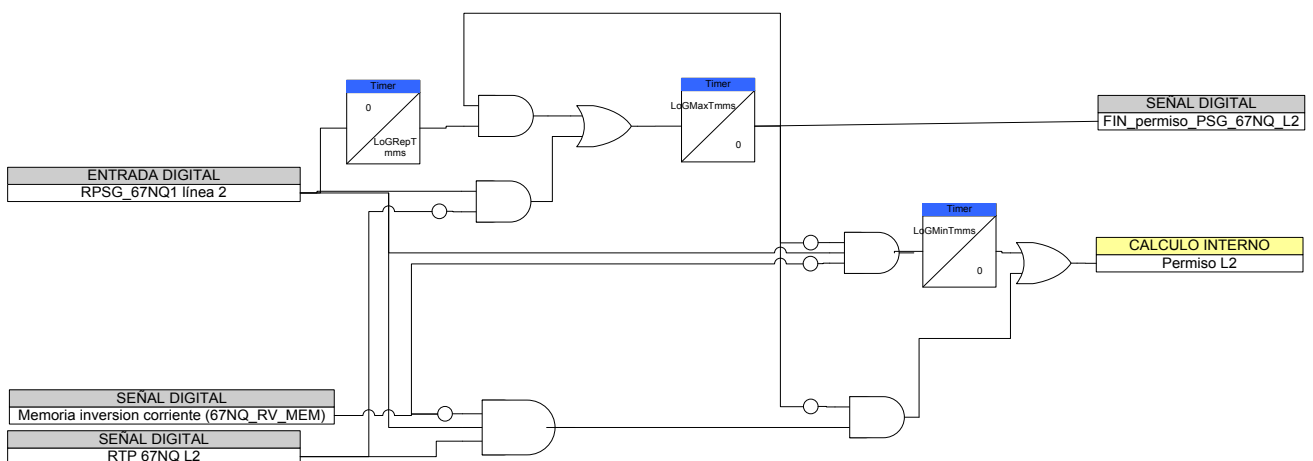 Timer
0
LoGRepT
mms
Timer
LoGMaxTmms
0
SEÑAL DIGITAL
FIN_permiso_PSG_67NQ_L2
ENTRADA DIGITAL
RPSG_67NQ1 línea 2
Timer
LoGMinTmms
0
CALCULO INTERNO
Permiso L2
SEÑAL DIGITAL
Memoria inversion corriente (67NQ_RV_MEM)
SEÑAL DIGITAL
RTP 67NQ L2